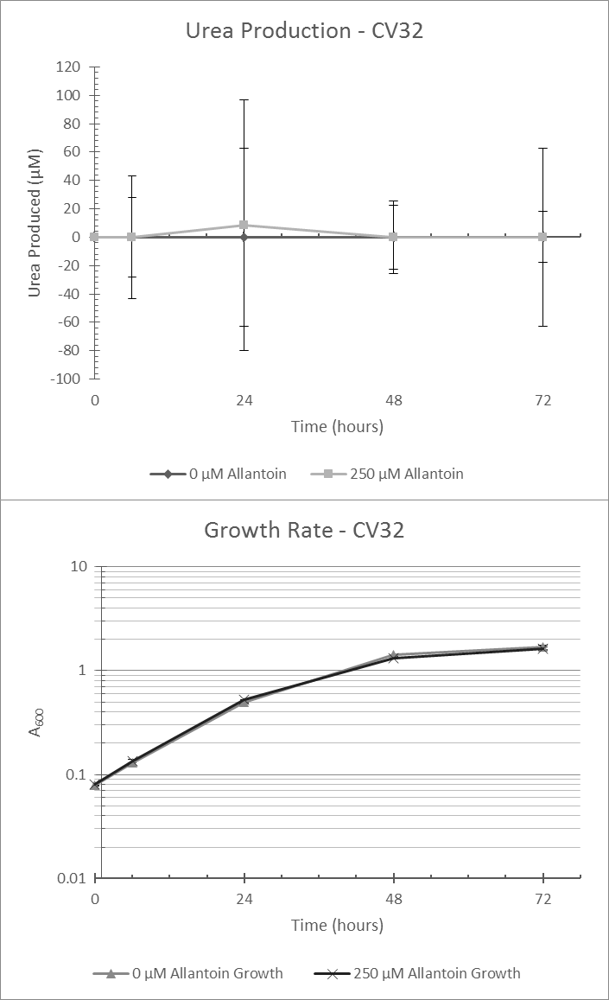 Urea Production - CV32
120
100
80
60
40
20
0
-20
-40
-60
-80
-100
Urea Produced (µM)
0 24 48 72
Time (hours)
0 µM Allantoin 250 µM Allantoin
Growth Rate - CV32
10
1
0.1
0.01
A600
0 24 48 72
Time (hours)
0 µM Allantoin Growth 250 µM Allantoin Growth